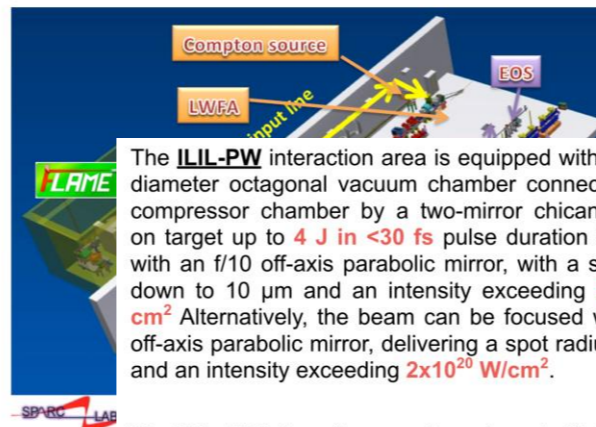 Compton source
EOS
LWFA
input line
FLAME
The ILIL-PW interaction area is equipped with
diameter octagonal vacuum chamber
compressor chamber by a two-mirror
on target up to 4 J in <30 fs pulse duration
with an f/10 off-axis parabolic mirror, with a
down to 10 μm and an intensity exceeding
cm² Alternatively, the beam can be focused
off-axis parabolic mirror, delivering a spot
and an intensity exceeding 2x10²⁰ W/cm².
SPARC LAB